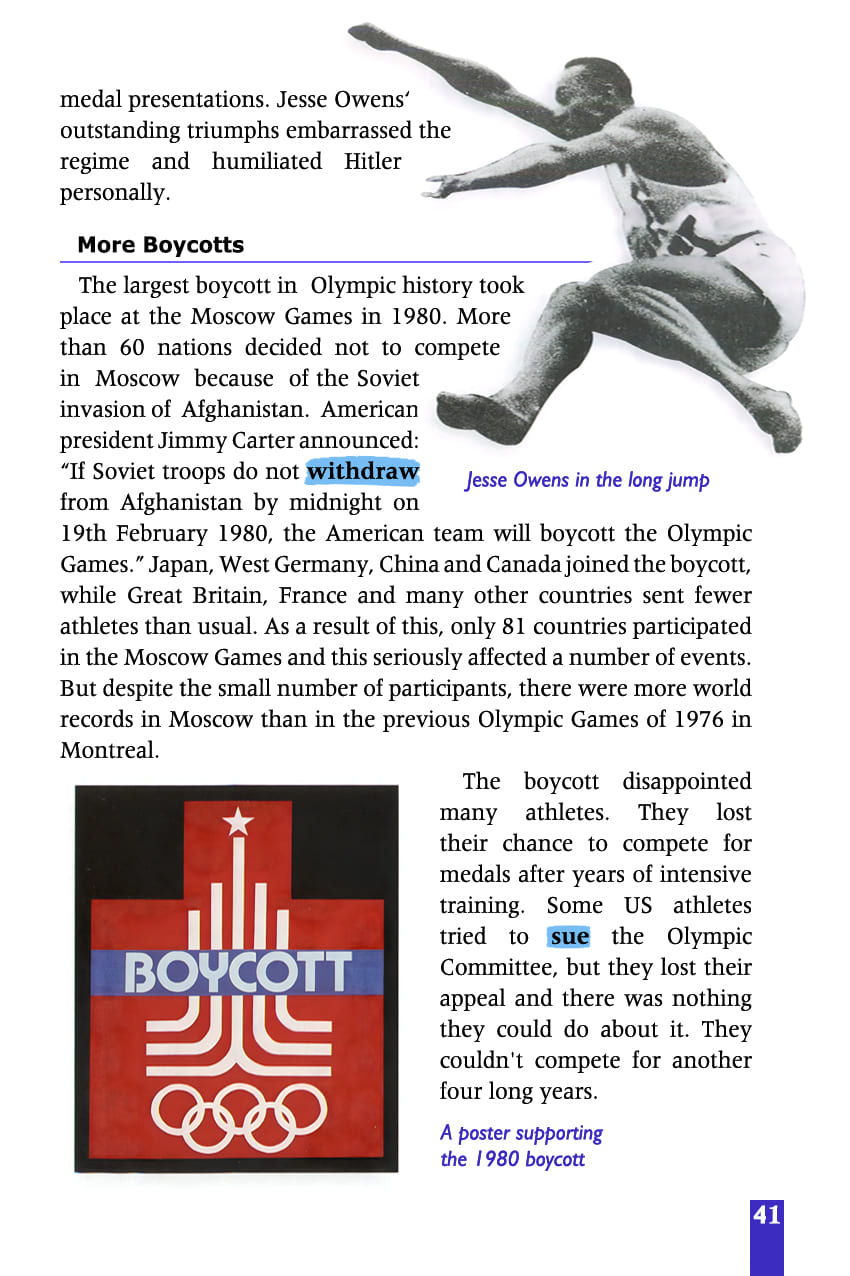 medal presentations. Jesse Owens‘
outstanding triumphs embarrassed the
regime and humiliated Hitler
personally.
More Boycotts
The largest boycott in Olympic history took
place at the Moscow Games in 1980. More
than 60 nations decided not to compete
in Moscow because of the Soviet
invasion of Afghanistan. American
president Jimmy Carter announced:
“If Soviet troops do not withdraw
from Afghanistan by midnight on
19th February 1980, the American team will boycott the Olympic
Games.” Japan, West Germany, China and Canada joined the boycott,
while Great Britain, France and many other countries sent fewer
athletes than usual. As a result of this, only 81 countries participated
in the Moscow Games and this seriously affected a number of events.
But despite the small number of participants, there were more world
records in Moscow than in the previous Olympic Games of 1976 in
Montreal.
Jesse Owens in the long jump
The boycott disappointed
many athletes. They lost
their chance to compete for
medals after years of intensive
training. Some US athletes
tried to sue the Olympic
Committee, but they lost their
appeal and there was nothing
they could do about it. They
couldn't compete for another
four long years.
BOYCOTT
A poster supporting
the 1980 boycott
41